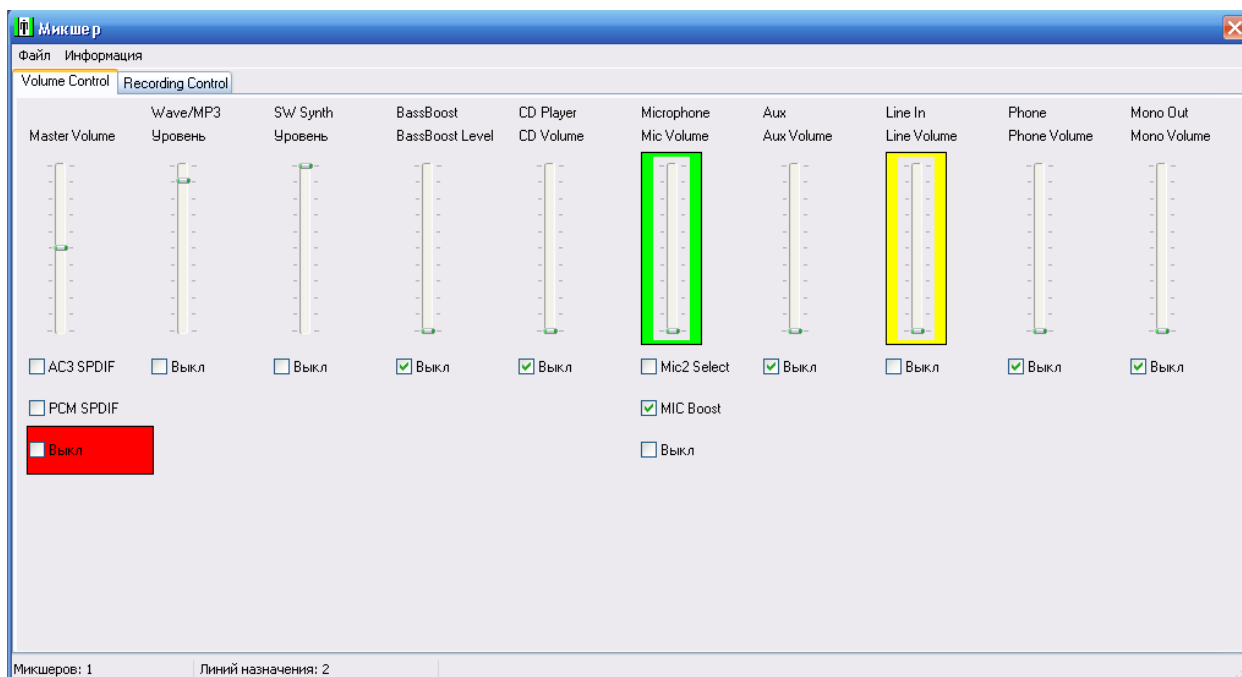 Микшер
Файл Информация
Volume Control Recording Control
Wave/MP3 SW Synth BassBoost CD Player Microphone Aux Line In Phone Mono Out
Master Volume Уровень Уровень BassBoost Level CD Volume Mic Volume Aux Volume Line Volume Phone Volume Mono Volume
AC3 SPDIF Выкл Выкл Выкл Выкл Mic2 Select Выкл Выкл Выкл Выкл
PCM SPDIF MIC Boost
Выкл Выкл
Микшеров: 1 Линий назначения: 2